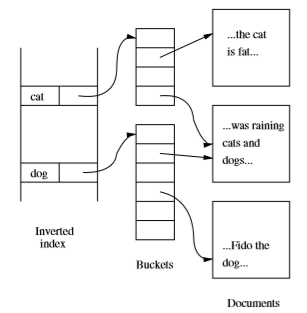 ...the cat
is fat...
cat
...was raining
cats and
dogs...
dog
Inverted
index
Buckets
...Fido the
dog...
Documents